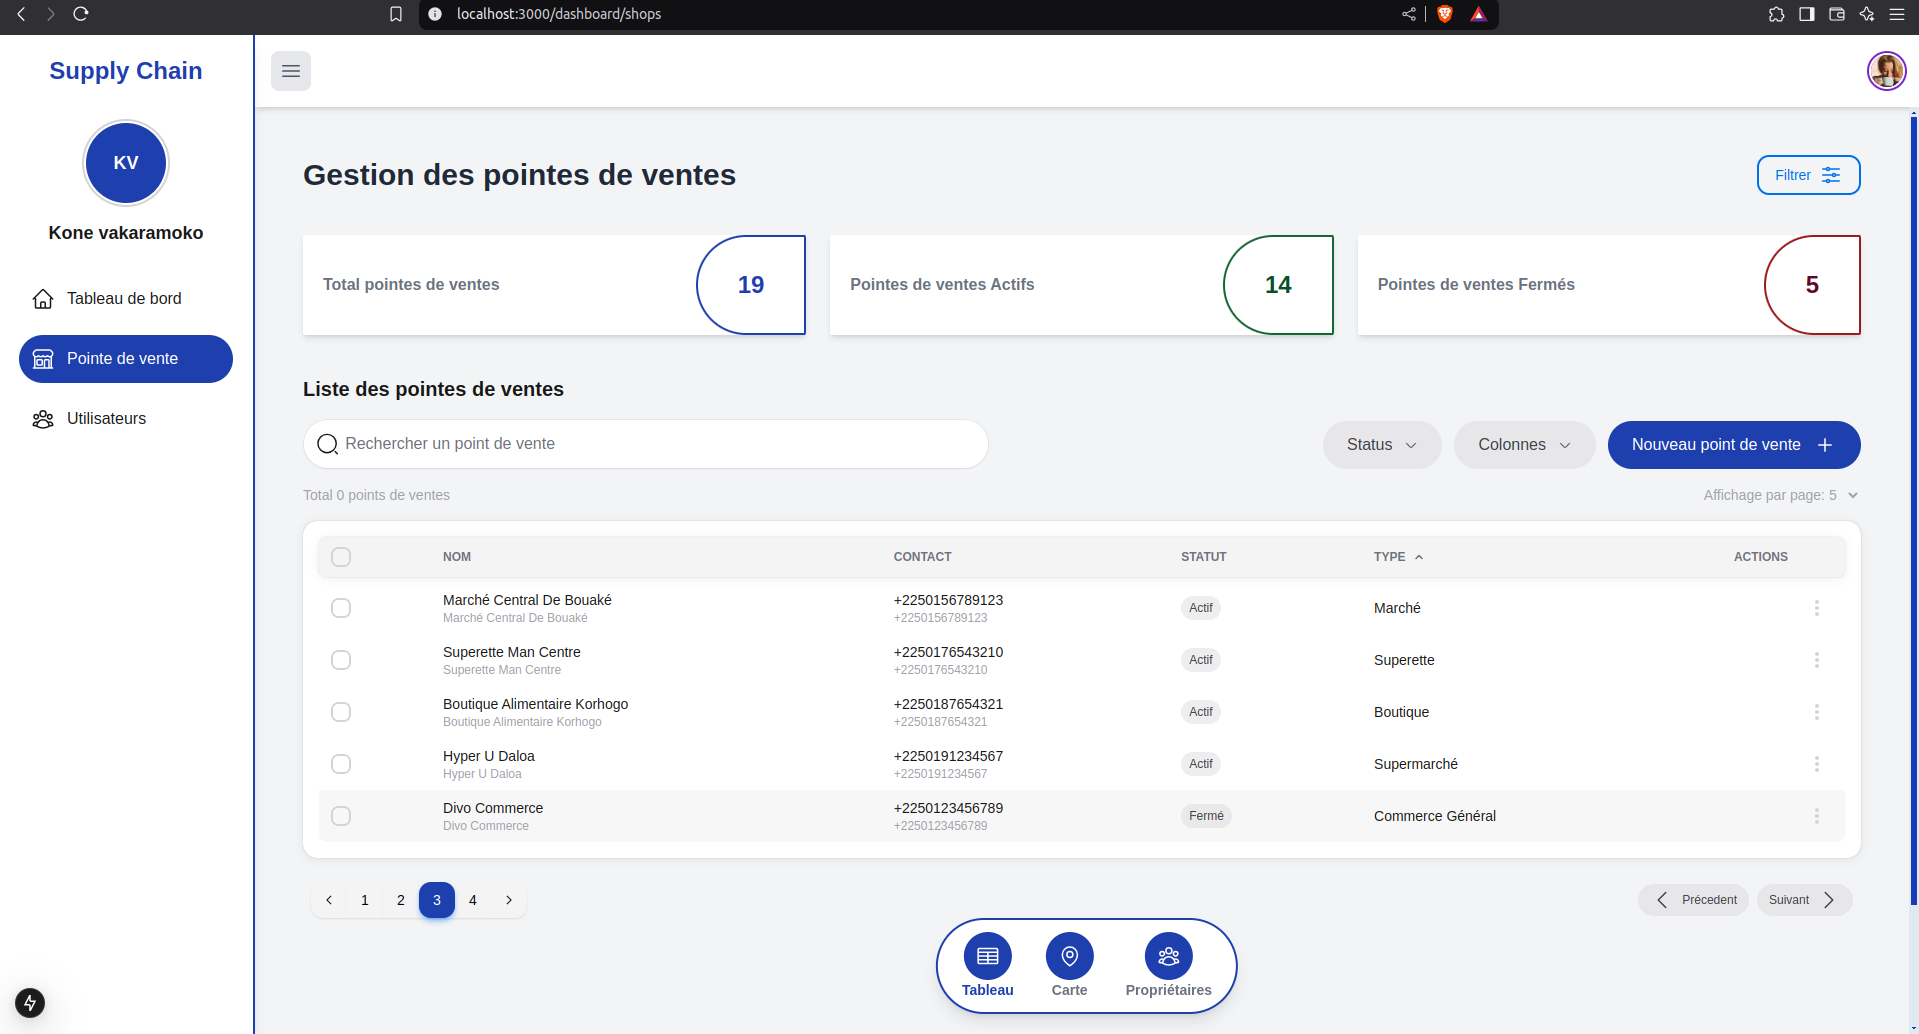 localhost:3000/dashboard/shops
Supply Chain
KV
Kone vakaramoko
Tableau de bord
Pointe de vente
Utilisateurs
Gestion des pointes de ventes
Filtrer
Total pointes de ventes
19
Pointes de ventes Actifs
14
Pointes de ventes Fermés
5
Liste des pointes de ventes
Rechercher un point de vente
Status
Colonnes
Nouveau point de vente
Total 0 points de ventes
Affichage par page: 5
NOM CONTACT STATUT TYPE ACTIONS
Marché Central De Bouaké +2250156789123 Actif Marché
Marché Central De Bouaké +2250156789123
Superette Man Centre +2250176543210 Actif Superette
Superette Man Centre +2250176543210
Boutique Alimentaire Korhogo +2250187654321 Actif Boutique
Boutique Alimentaire Korhogo +2250187654321
Hyper U Daloa +2250191234567 Actif Supermarché
Hyper U Daloa +2250191234567
Divo Commerce +2250123456789 Fermé Commerce Général
Divo Commerce +2250123456789
1 2 3 4
Précedent Suivant
Tableau Carte Propriétaires